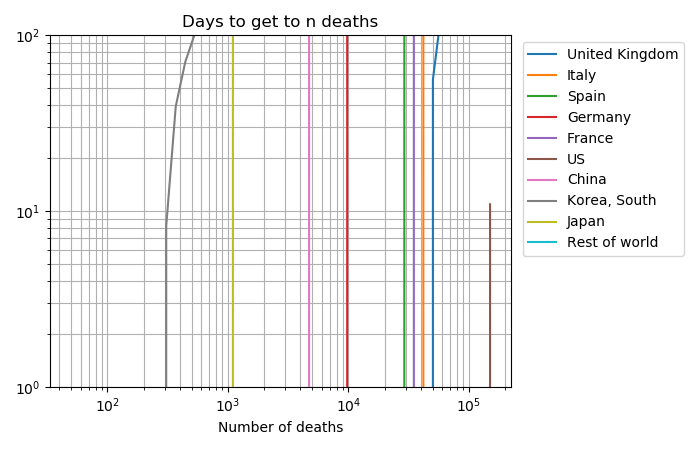 Days to get to n deaths
10²
10¹
10⁰
10² 10³ 10⁴ 10⁵
Number of deaths
United Kingdom
Italy
Spain
Germany
France
US
China
Korea, South
Japan
Rest of world